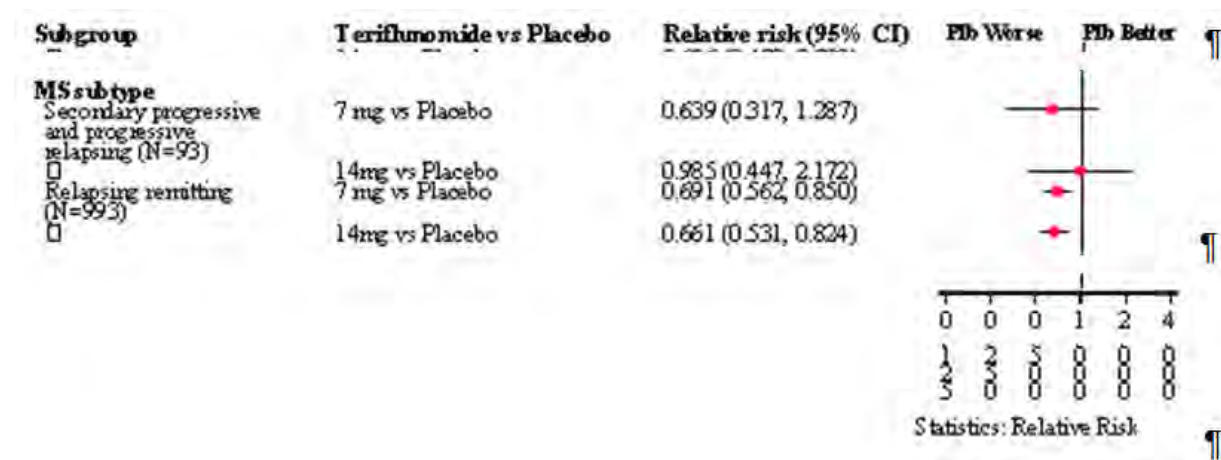 Subgroup Teriflunomide vs Placebo Relative risk (95% CI) Plb Worse Plb Better ¶
MS subtype
Secondary progressive 7 mg vs Placebo 0.639 (0.317, 1.287)
and progressive
relapsing (N=93)
14mg vs Placebo 0.985 (0.447, 2.172)
Relapsing remitting 7 mg vs Placebo 0.691 (0.562, 0.850)
(N=993)
14mg vs Placebo 0.661 (0.531, 0.824) ¶
0 0 0 1 2 4
1 2 5 0 0 0
2 5 0 0 0 0
5 0 0 0 0 0
Statistics: Relative Risk ¶